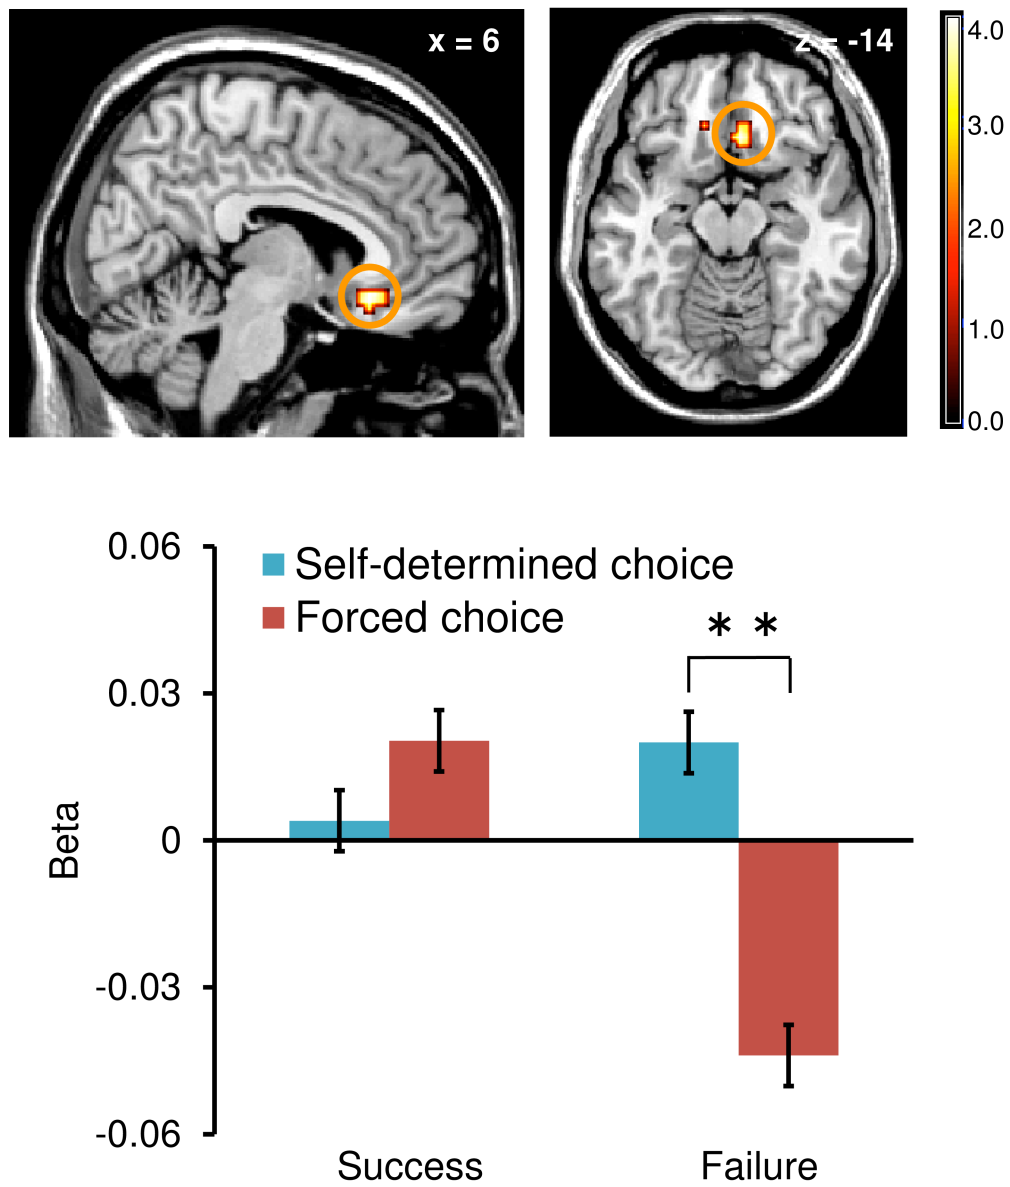 x = 6
z = -14
4.0
3.0
2.0
1.0
0.0
0.06
Self-determined choice
Forced choice
* *
0.03
0
-0.03
-0.06
Beta
Success
Failure